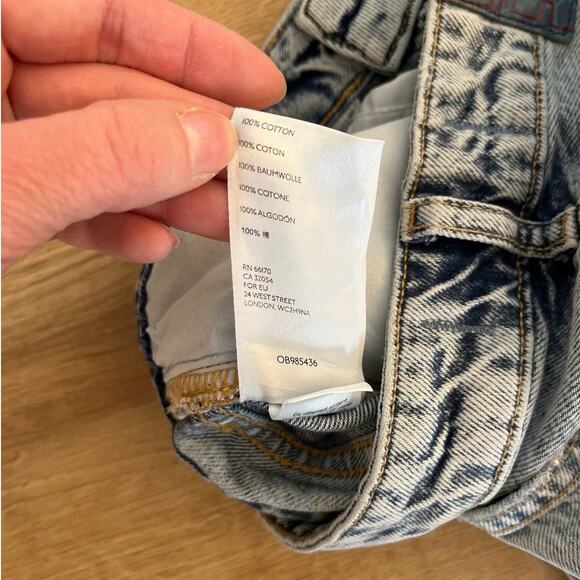 100% COTTON
100% COTON
100% BAUMWOLLE
100% COTONE
100% ALGODÓN
100% 棉
RN 66170
CA 32054
FOR EU
24 WEST STREET
LONDON, WC2H9NA
OB985436